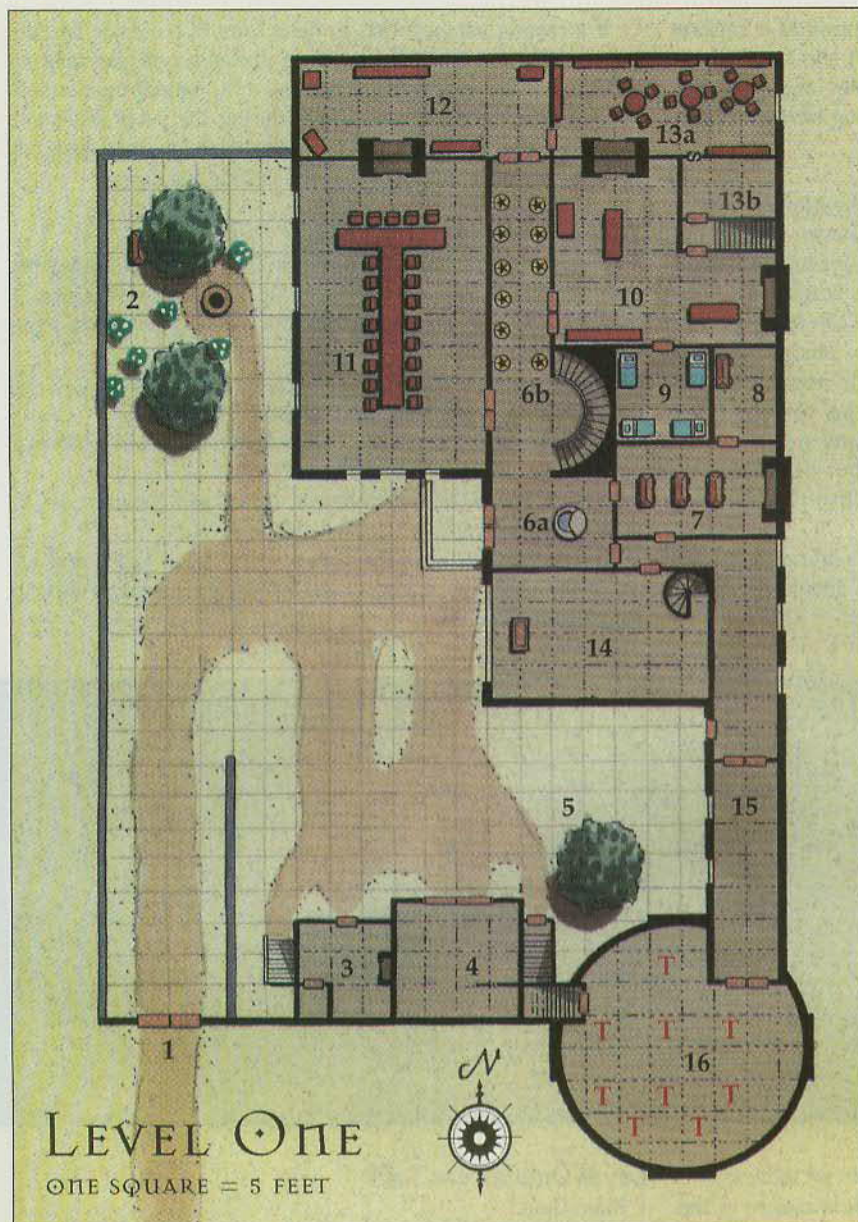 12
13a
S
13b
2
10
11
6b
9
8
6a
7
14
5
15
3
4
T
T T T
16
T T T
T T
1
N
LEVEL ONE
ONE SQUARE = 5 FEET